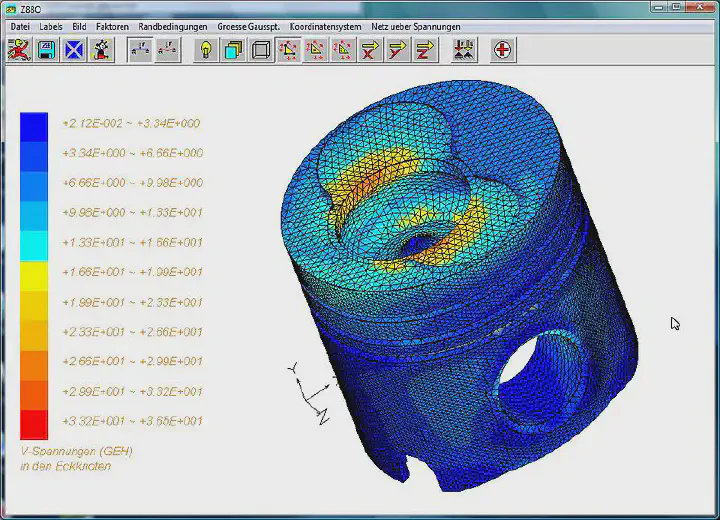 Z88O
Datei Labels Bild Faktoren Randbedingungen Groesse Gausspt. Koordinatensystem Netz ueber Spannungen
X Y Z
+2.12E-002 ~ +3.34E+000
+3.34E+000 ~ +6.66E+000
+6.66E+000 ~ +9.98E+000
+9.98E+000 ~ +1.33E+001
+1.33E+001 ~ +1.66E+001
+1.66E+001 ~ +1.99E+001
+1.99E+001 ~ +2.33E+001
+2.33E+001 ~ +2.66E+001
+2.66E+001 ~ +2.99E+001
+2.99E+001 ~ +3.32E+001
+3.32E+001 ~ +3.65E+001
V-Spannungen (GEH)
in den Eckknoten
Y
Z